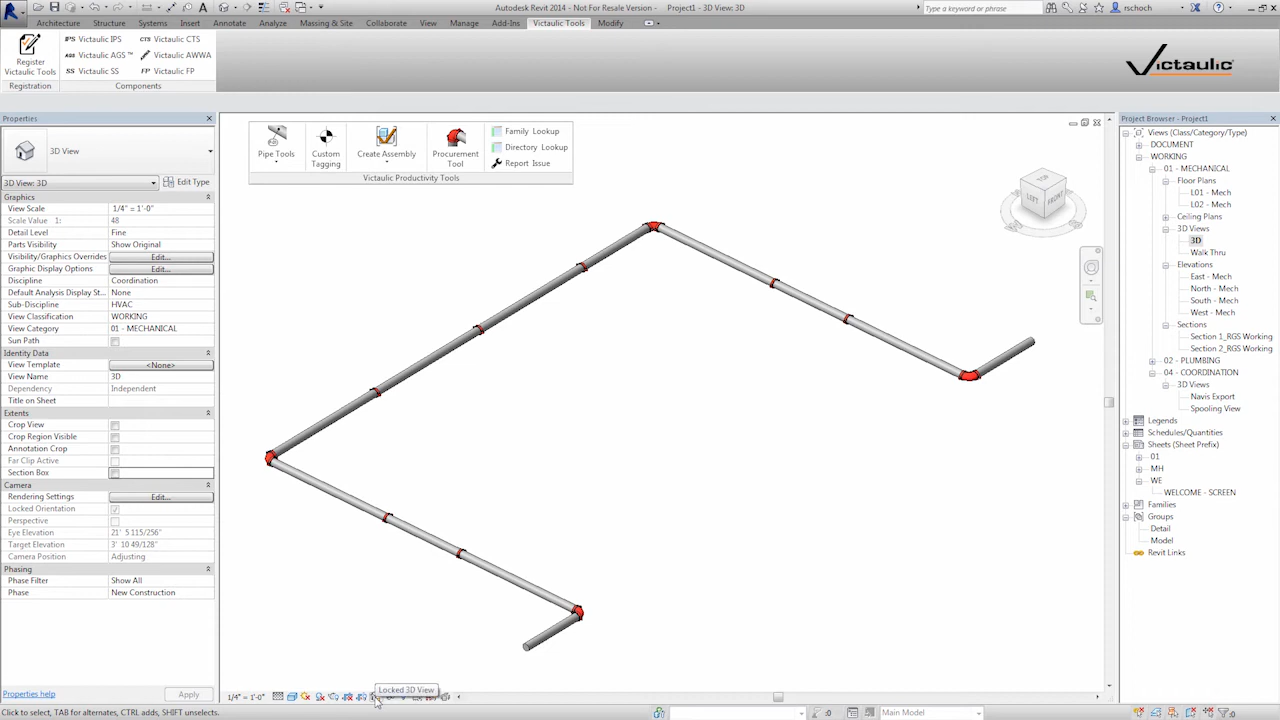 Autodesk Revit 2014 - Not For Resale Version - Project1 - 3D View: 3D
Type a keyword or phrase
rschoch
Architecture Structure Systems Insert Annotate Analyze Massing & Site Collaborate View Manage Add-Ins Victaulic Tools Modify
Register
Victaulic Tools
Registration
IPS Victaulic IPS
AGS Victaulic AGS™
SS Victaulic SS
CTS Victaulic CTS
Victaulic AWWA
FP Victaulic FP
Components
Victaulic
Properties
3D View
3D View: 3D
Edit Type
Graphics
View Scale 1/4" = 1'-0"
Scale Value 1: 48
Detail Level Fine
Parts Visibility Show Original
Visibility/Graphics Overrides Edit...
Graphic Display Options Edit...
Discipline Coordination
Default Analysis Display St... None
Sub-Discipline HVAC
View Classification WORKING
View Category 01 - MECHANICAL
Sun Path
Identity Data
View Template <None>
View Name 3D
Dependency Independent
Title on Sheet
Extents
Crop View
Crop Region Visible
Annotation Crop
Far Clip Active
Section Box
Camera
Rendering Settings Edit...
Locked Orientation
Perspective
Eye Elevation 21' 5 115/256"
Target Elevation 3' 10 49/128"
Camera Position Adjusting
Phasing
Phase Filter Show All
Phase New Construction
Properties help
Apply
Pipe Tools
Custom
Tagging
Create Assembly
Procurement
Tool
Family Lookup
Directory Lookup
Report Issue
Victaulic Productivity Tools
TOP
LEFT
FRONT
1/4" = 1'-0"
Locked 3D View
Project Browser - Project1
Views (Class/Category/Type)
DOCUMENT
WORKING
01 - MECHANICAL
Floor Plans
L01 - Mech
L02 - Mech
Ceiling Plans
3D Views
3D
Walk Thru
Elevations
East - Mech
North - Mech
South - Mech
West - Mech
Sections
Section 1_RGS Working
Section 2_RGS Working
02 - PLUMBING
04 - COORDINATION
3D Views
Navis Export
Spooling View
Legends
Schedules/Quantities
Sheets (Sheet Prefix)
01
MH
WE
WELCOME - SCREEN
Families
Groups
Detail
Model
Revit Links
Click to select, TAB for alternates, CTRL adds, SHIFT unselects.
:0
Main Model
:0